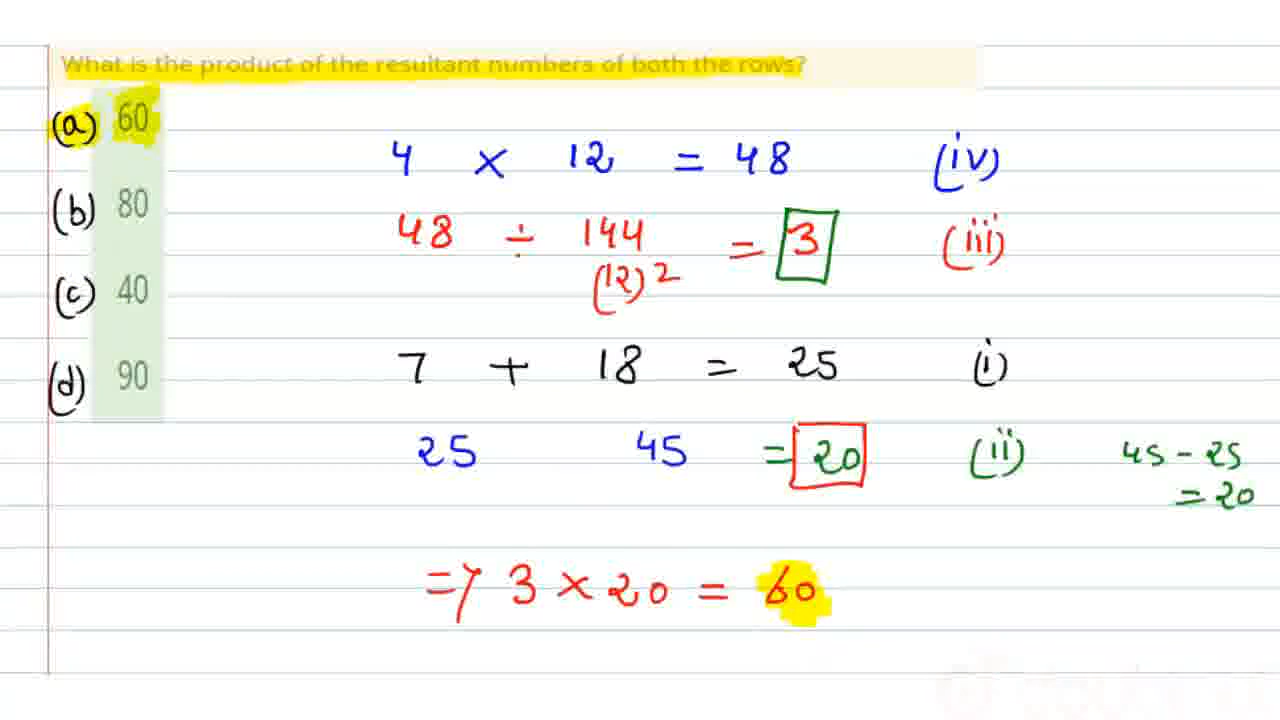 What is the product of the resultant numbers of both the rows?
(a) 60
4 × 12 = 48 (iv)
(b) 80
48 ÷ 144 = 3 (iii)
(12)²
(c) 40
7 + 18 = 25 (i)
(d) 90
25 45 = 20 (ii) 45 - 25
= 20
=> 3 × 20 = 60